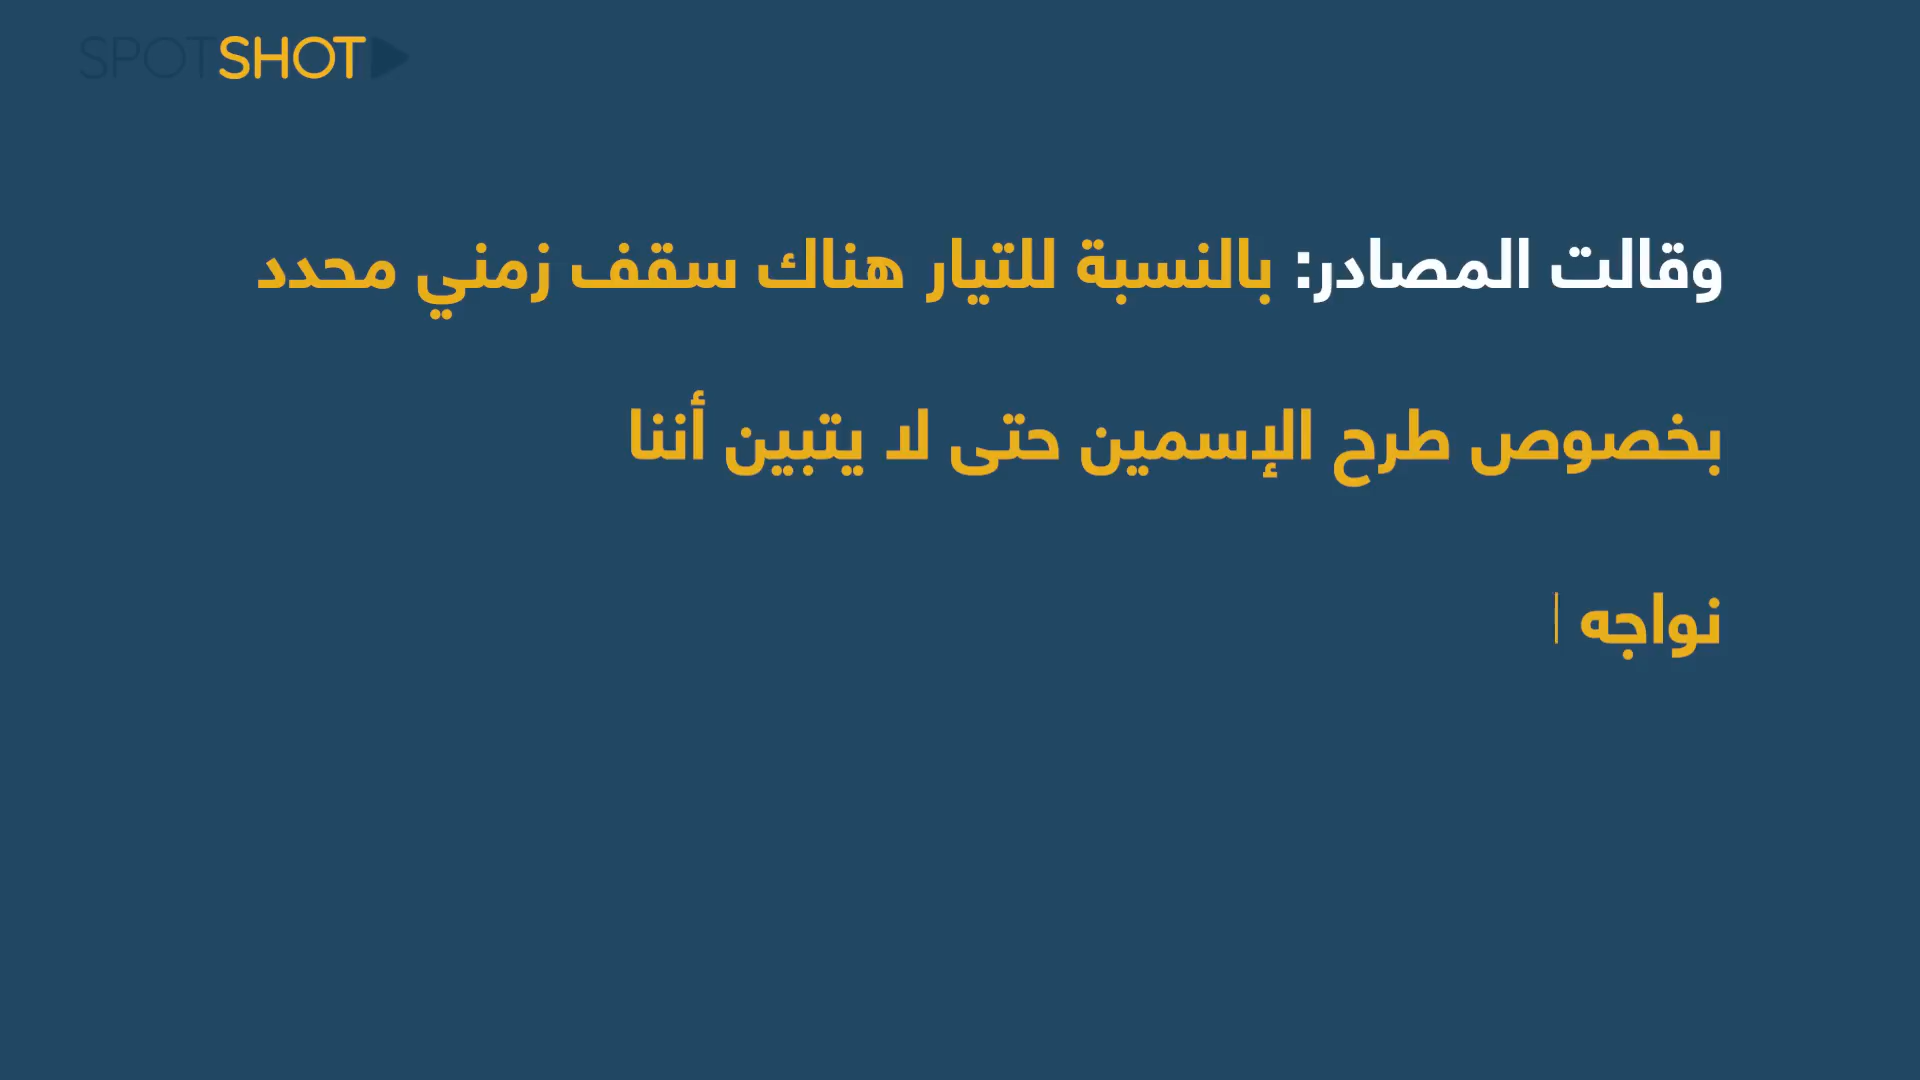 SPOTSHOT
وقالت المصادر: بالنسبة للتيار هناك سقف زمني محدد
بخصوص طرح الإسمين حتى لا يتبين أننا
نواجه